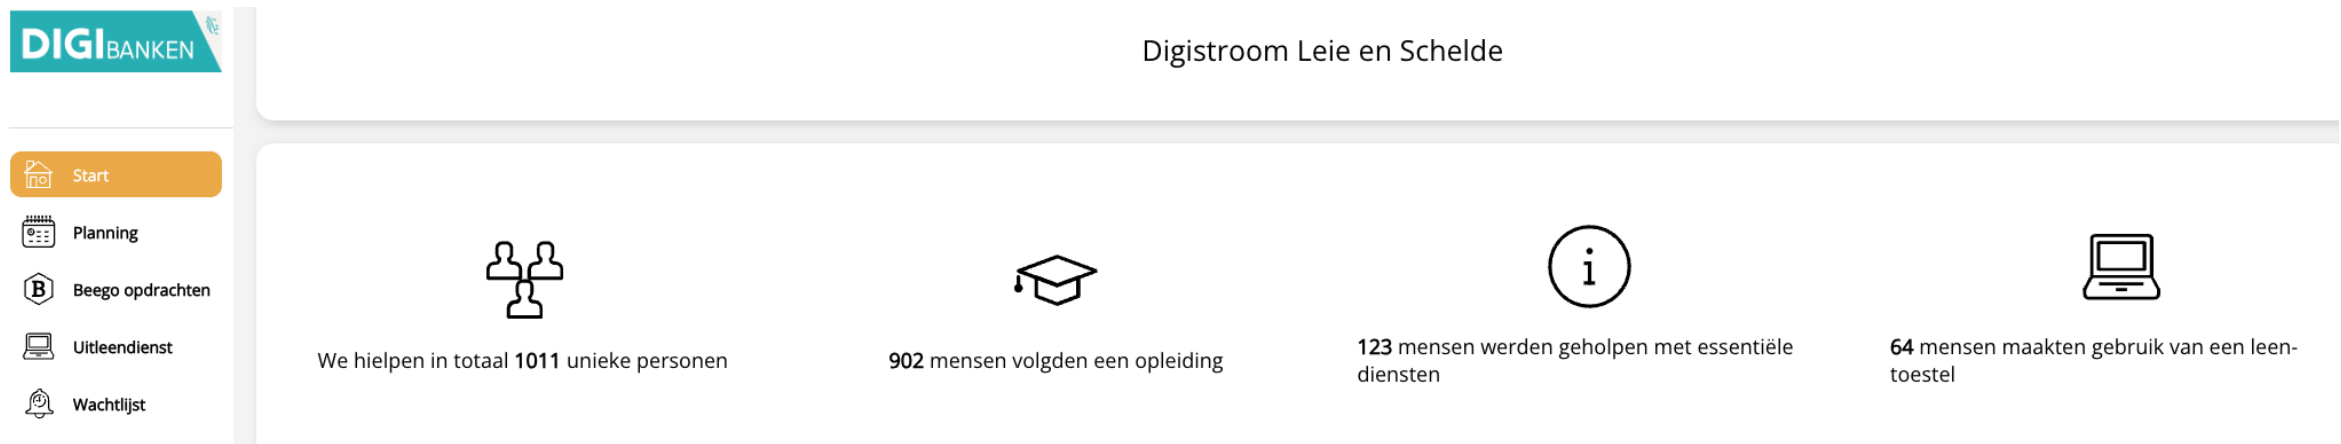 DIGIBANKEN
Digistroom Leie en Schelde
Start
Planning
Beego opdrachten
Uitleendienst
Wachtlijst
We hielpen in totaal 1011 unieke personen
902 mensen volgden een opleiding
123 mensen werden geholpen met essentiële
diensten
64 mensen maakten gebruik van een leen-
toestel